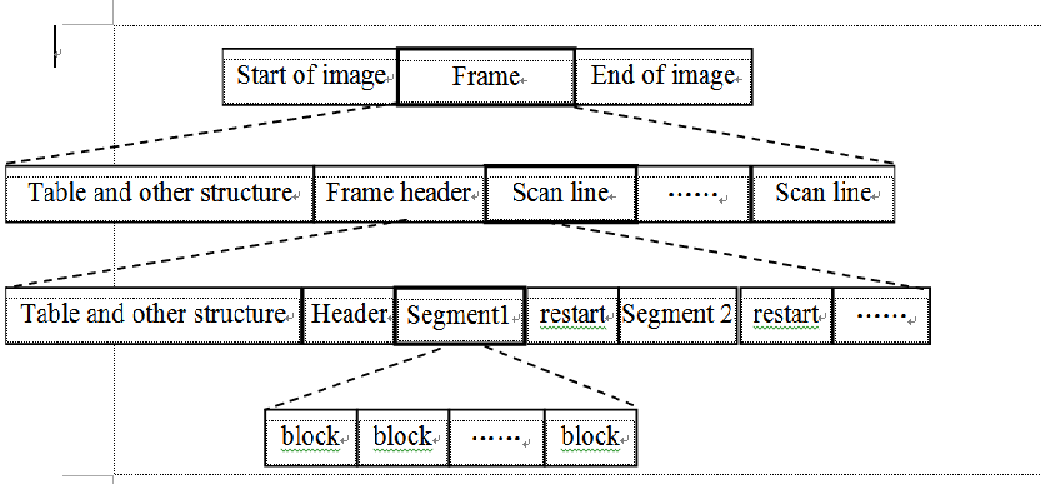 Start of image Frame End of image
Table and other structure Frame header Scan line ...... Scan line
Table and other structure Header Segment1 restart Segment 2 restart ......
block block ...... block